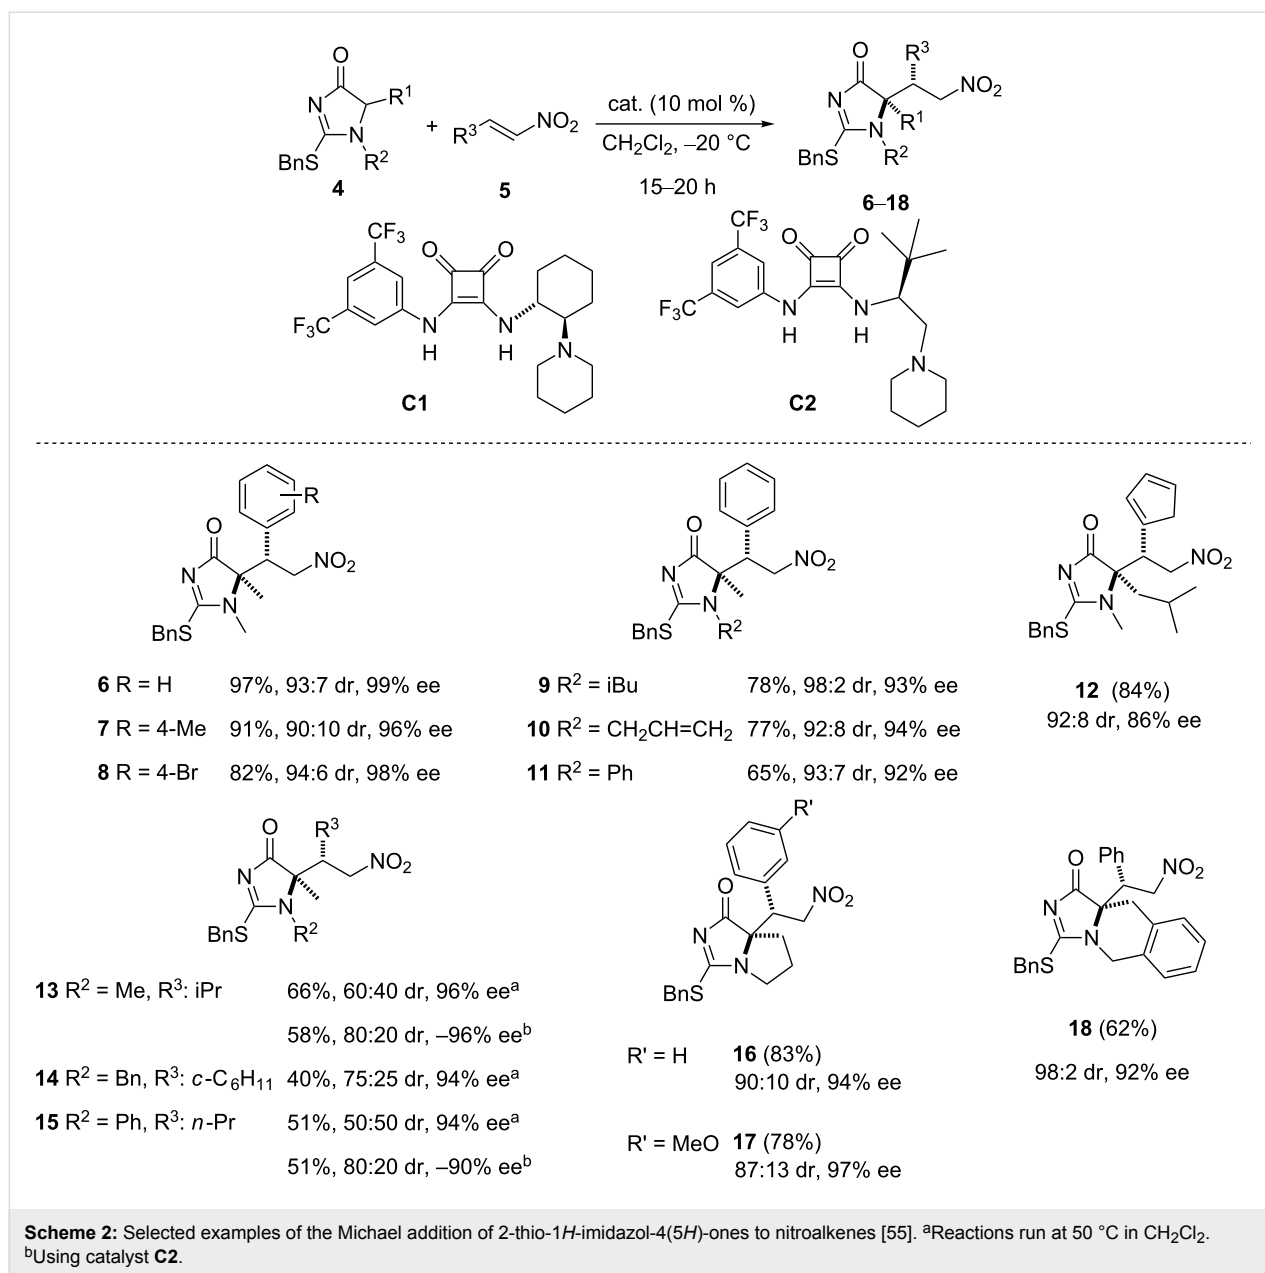 O
R1
N
N
BnS
R2
4
+
R3
NO2
5
cat. (10 mol %)
CH2Cl2, –20 °C
15–20 h
O
R3
NO2
N
R1
N
BnS
R2
6–18
CF3
O
O
F3C
N
H
N
H
N
C1
CF3
O
O
F3C
N
H
N
H
N
C2
R
O
NO2
N
N
BnS
6 R = H 97%, 93:7 dr, 99% ee
7 R = 4-Me 91%, 90:10 dr, 96% ee
8 R = 4-Br 82%, 94:6 dr, 98% ee
O
NO2
N
N
BnS
R2
9 R2 = iBu 78%, 98:2 dr, 93% ee
10 R2 = CH2CH=CH2 77%, 92:8 dr, 94% ee
11 R2 = Ph 65%, 93:7 dr, 92% ee
O
NO2
N
N
BnS
12 (84%)
92:8 dr, 86% ee
O
R3
NO2
N
N
BnS
R2
13 R2 = Me, R3: iPr 66%, 60:40 dr, 96% eea
58%, 80:20 dr, –96% eeb
14 R2 = Bn, R3: c-C6H11 40%, 75:25 dr, 94% eea
15 R2 = Ph, R3: n-Pr 51%, 50:50 dr, 94% eea
51%, 80:20 dr, –90% eeb
R'
O
NO2
N
N
BnS
R' = H 16 (83%)
90:10 dr, 94% ee
R' = MeO 17 (78%)
87:13 dr, 97% ee
O
Ph
NO2
N
N
BnS
18 (62%)
98:2 dr, 92% ee
Scheme 2: Selected examples of the Michael addition of 2-thio-1H-imidazol-4(5H)-ones to nitroalkenes [55]. aReactions run at 50 °C in CH2Cl2.
bUsing catalyst C2.